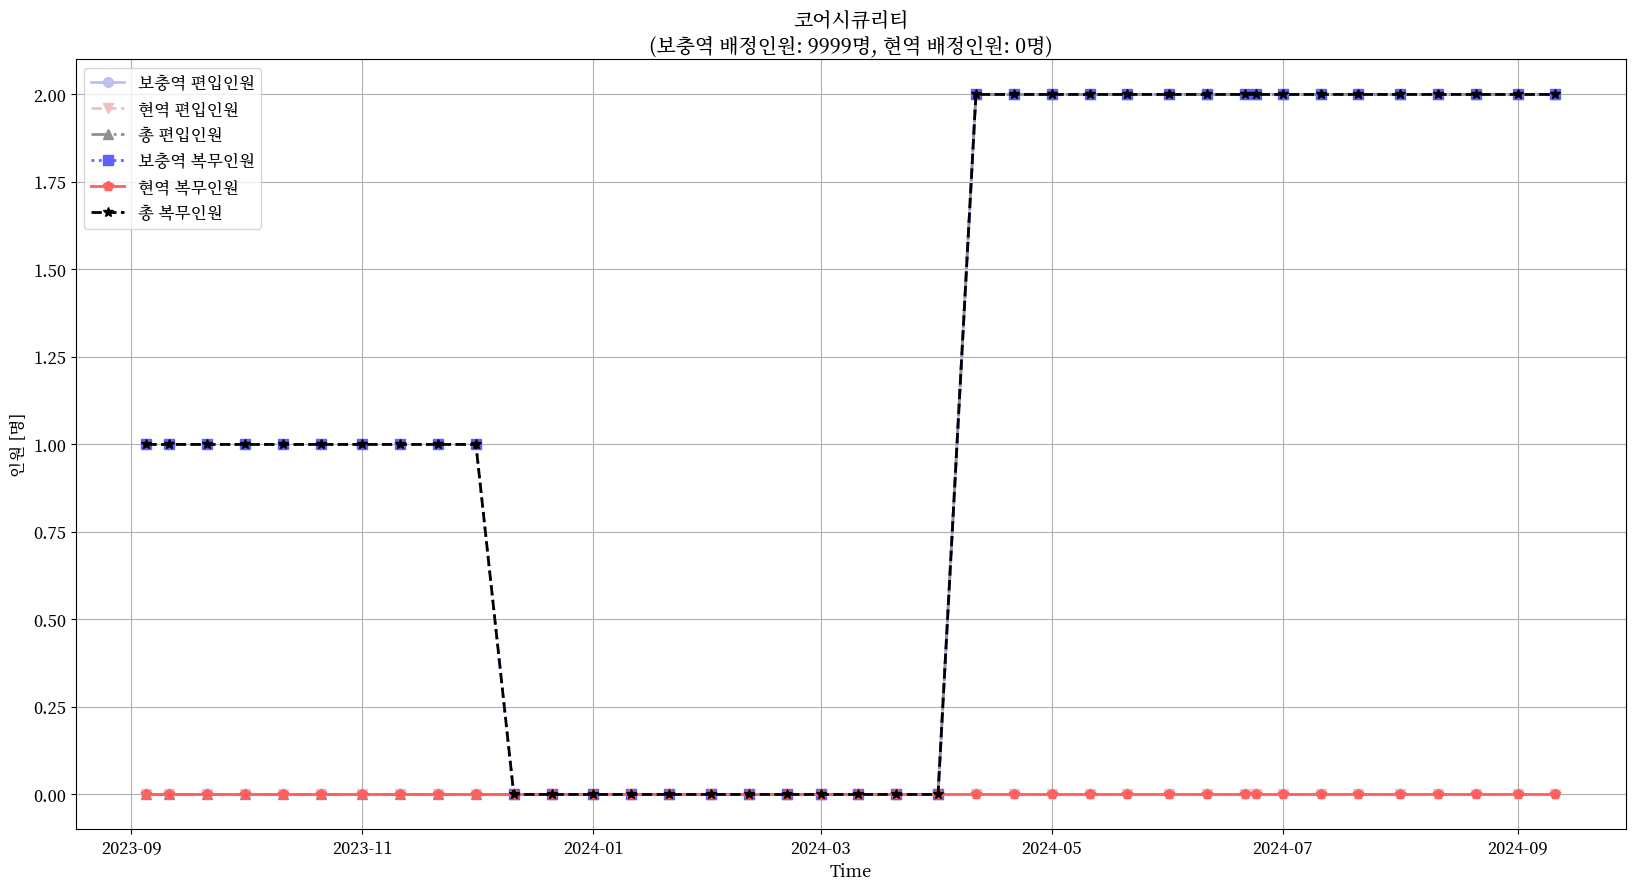 코어시큐리티
(보충역 배정인원: 9999명, 현역 배정인원: 0명)
보충역 편입인원
현역 편입인원
총 편입인원
보충역 복무인원
현역 복무인원
총 복무인원
2.00
1.75
1.50
1.25
1.00
0.75
0.50
0.25
0.00
인원 [명]
2023-09
2023-11
2024-01
2024-03
2024-05
2024-07
2024-09
Time